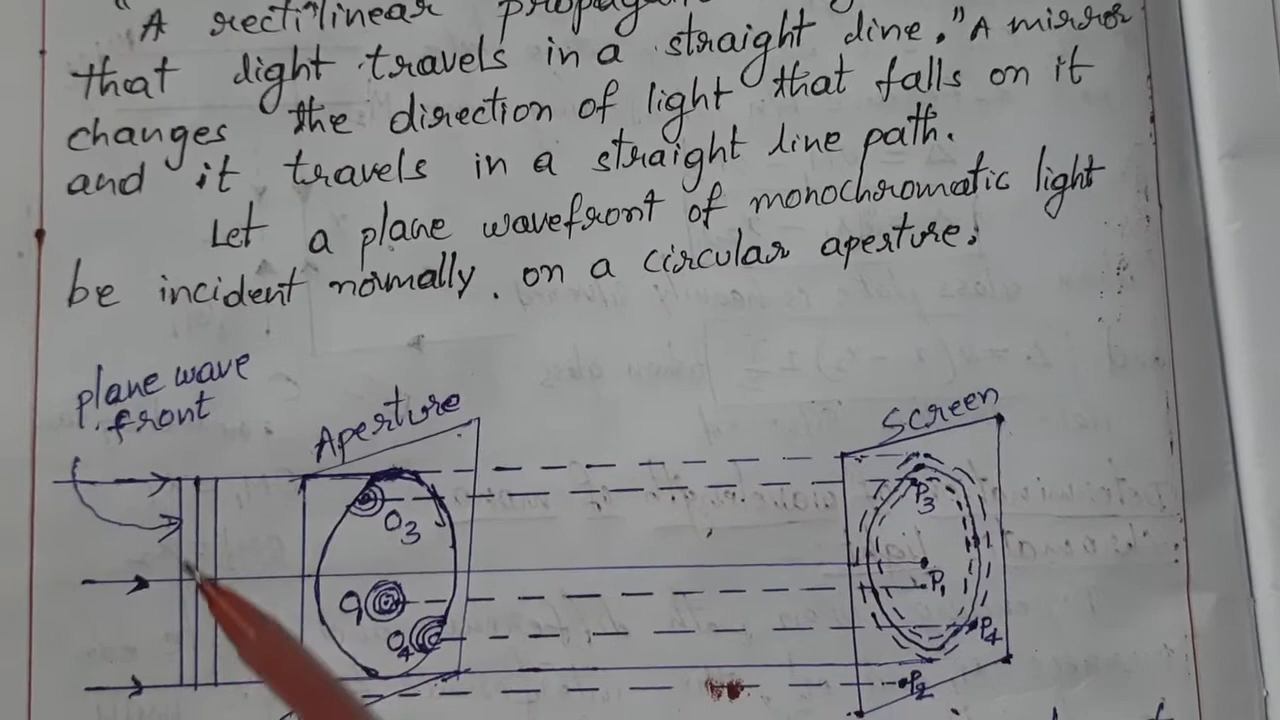 "A rectilinear
that light travels in a straight line." A mirror
changes the direction of light that falls on it
and it travels in a straight line path.
Let a plane wavefront of monochromatic light
be incident normally. on a circular aperture.
plane wave
front
Aperture
Screen
O3
P3
P1
O4
P4
P2